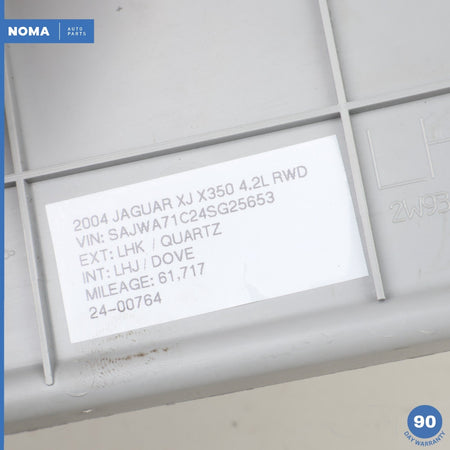 NOMA AUTO
PARTS
2004 JAGUAR XJ X350 4.2L RWD
VIN: SAJWA71C24SG25653
EXT: LHK / QUARTZ
INT: LHJ / DOVE
MILEAGE: 61,717
24-00764
2W93
90
DAY WARRANTY